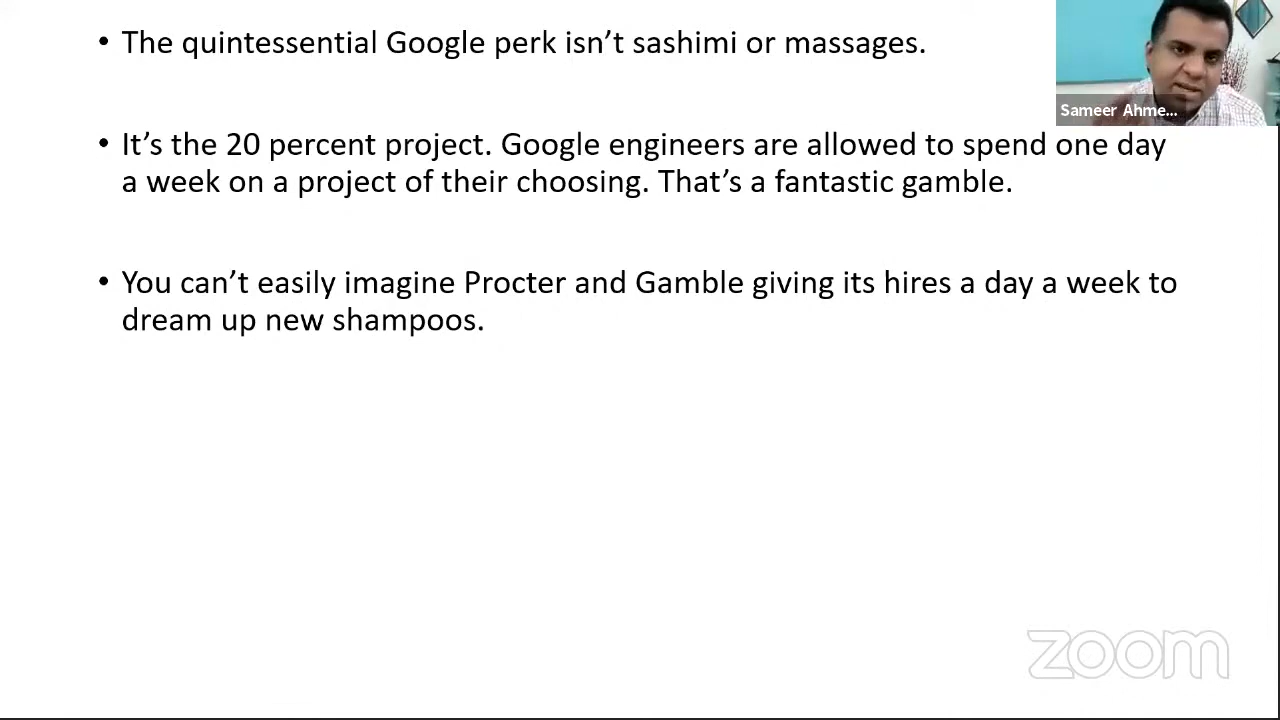 • The quintessential Google perk isn’t sashimi or massages.
Sameer Ahme...
• It’s the 20 percent project. Google engineers are allowed to spend one day
a week on a project of their choosing. That’s a fantastic gamble.
• You can’t easily imagine Procter and Gamble giving its hires a day a week to
dream up new shampoos.
zoom